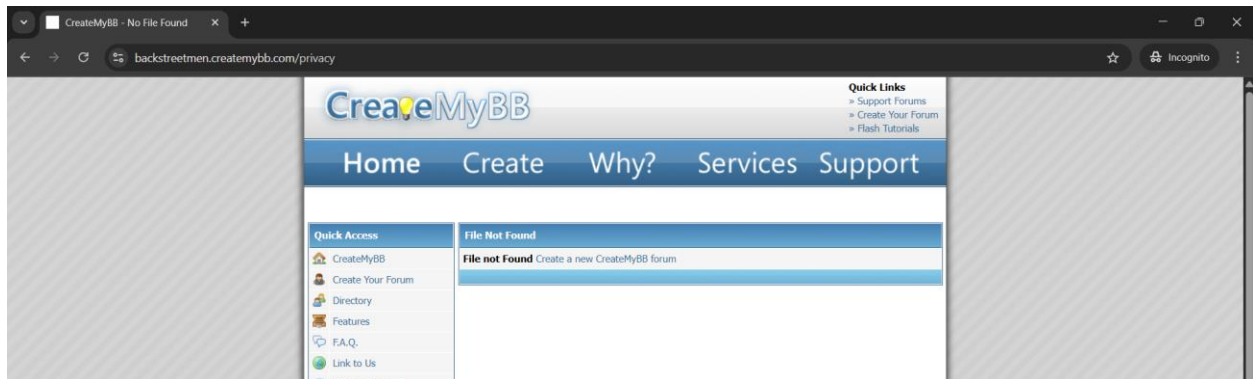 CreateMyBB - No File Found
backstreetmen.createmybb.com/privacy
Incognito
CreateMyBB
Quick Links
» Support Forums
» Create Your Forum
» Flash Tutorials
Home Create Why? Services Support
Quick Access
CreateMyBB
Create Your Forum
Directory
Features
F.A.Q.
Link to Us
File Not Found
File not Found Create a new CreateMyBB forum